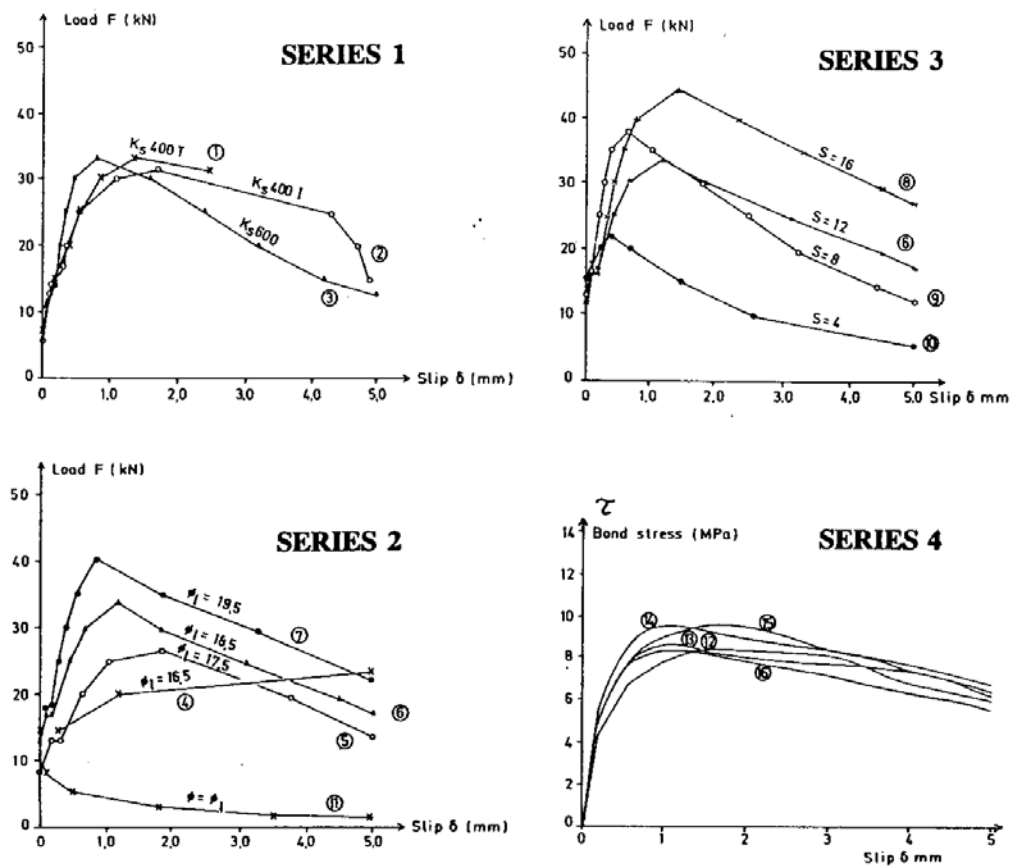 Load F (kN)
SERIES 1
50
40
30
20
10
0
Ks 400 T
①
Ks 400 I
②
Ks 600
③
1,0
2,0
3,0
4,0
5,0
Slip δ (mm)
Load F (kN)
SERIES 3
50
40
30
20
10
0
S = 16
⑧
S = 12
⑥
S = 8
⑨
S = 4
⑩
1,0
2,0
3,0
4,0
5,0
Slip δ mm
Load F (kN)
SERIES 2
50
40
30
20
10
0
ϕl = 19,5
⑦
ϕl = 18,5
ϕl = 17,5
ϕl = 16,5
④
⑥
⑤
ϕ = ϕl
⑪
1,0
2,0
3,0
4,0
5,0
Slip δ (mm)
τ
Bond stress (MPa)
SERIES 4
14
12
10
8
6
4
2
0
⑭
⑬
⑫
⑮
⑯
0
1
2
3
4
5
Slip δ mm